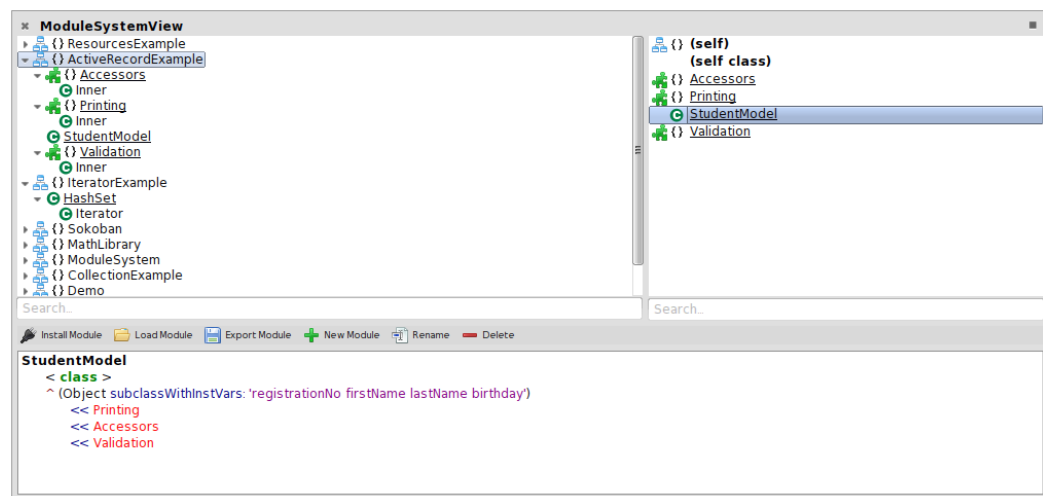 ModuleSystemView
{} ResourcesExample
{} ActiveRecordExample
{} Accessors
Inner
{} Printing
Inner
StudentModel
{} Validation
Inner
{} IteratorExample
HashSet
Iterator
{} Sokoban
{} MathLibrary
{} ModuleSystem
{} CollectionExample
{} Demo
Search..
{} (self)
(self class)
{} Accessors
{} Printing
StudentModel
{} Validation
Search..
Install Module Load Module Export Module New Module Rename Delete
StudentModel
< class >
^ (Object subclassWithInstVars: 'registrationNo firstName lastName birthday')
<< Printing
<< Accessors
<< Validation